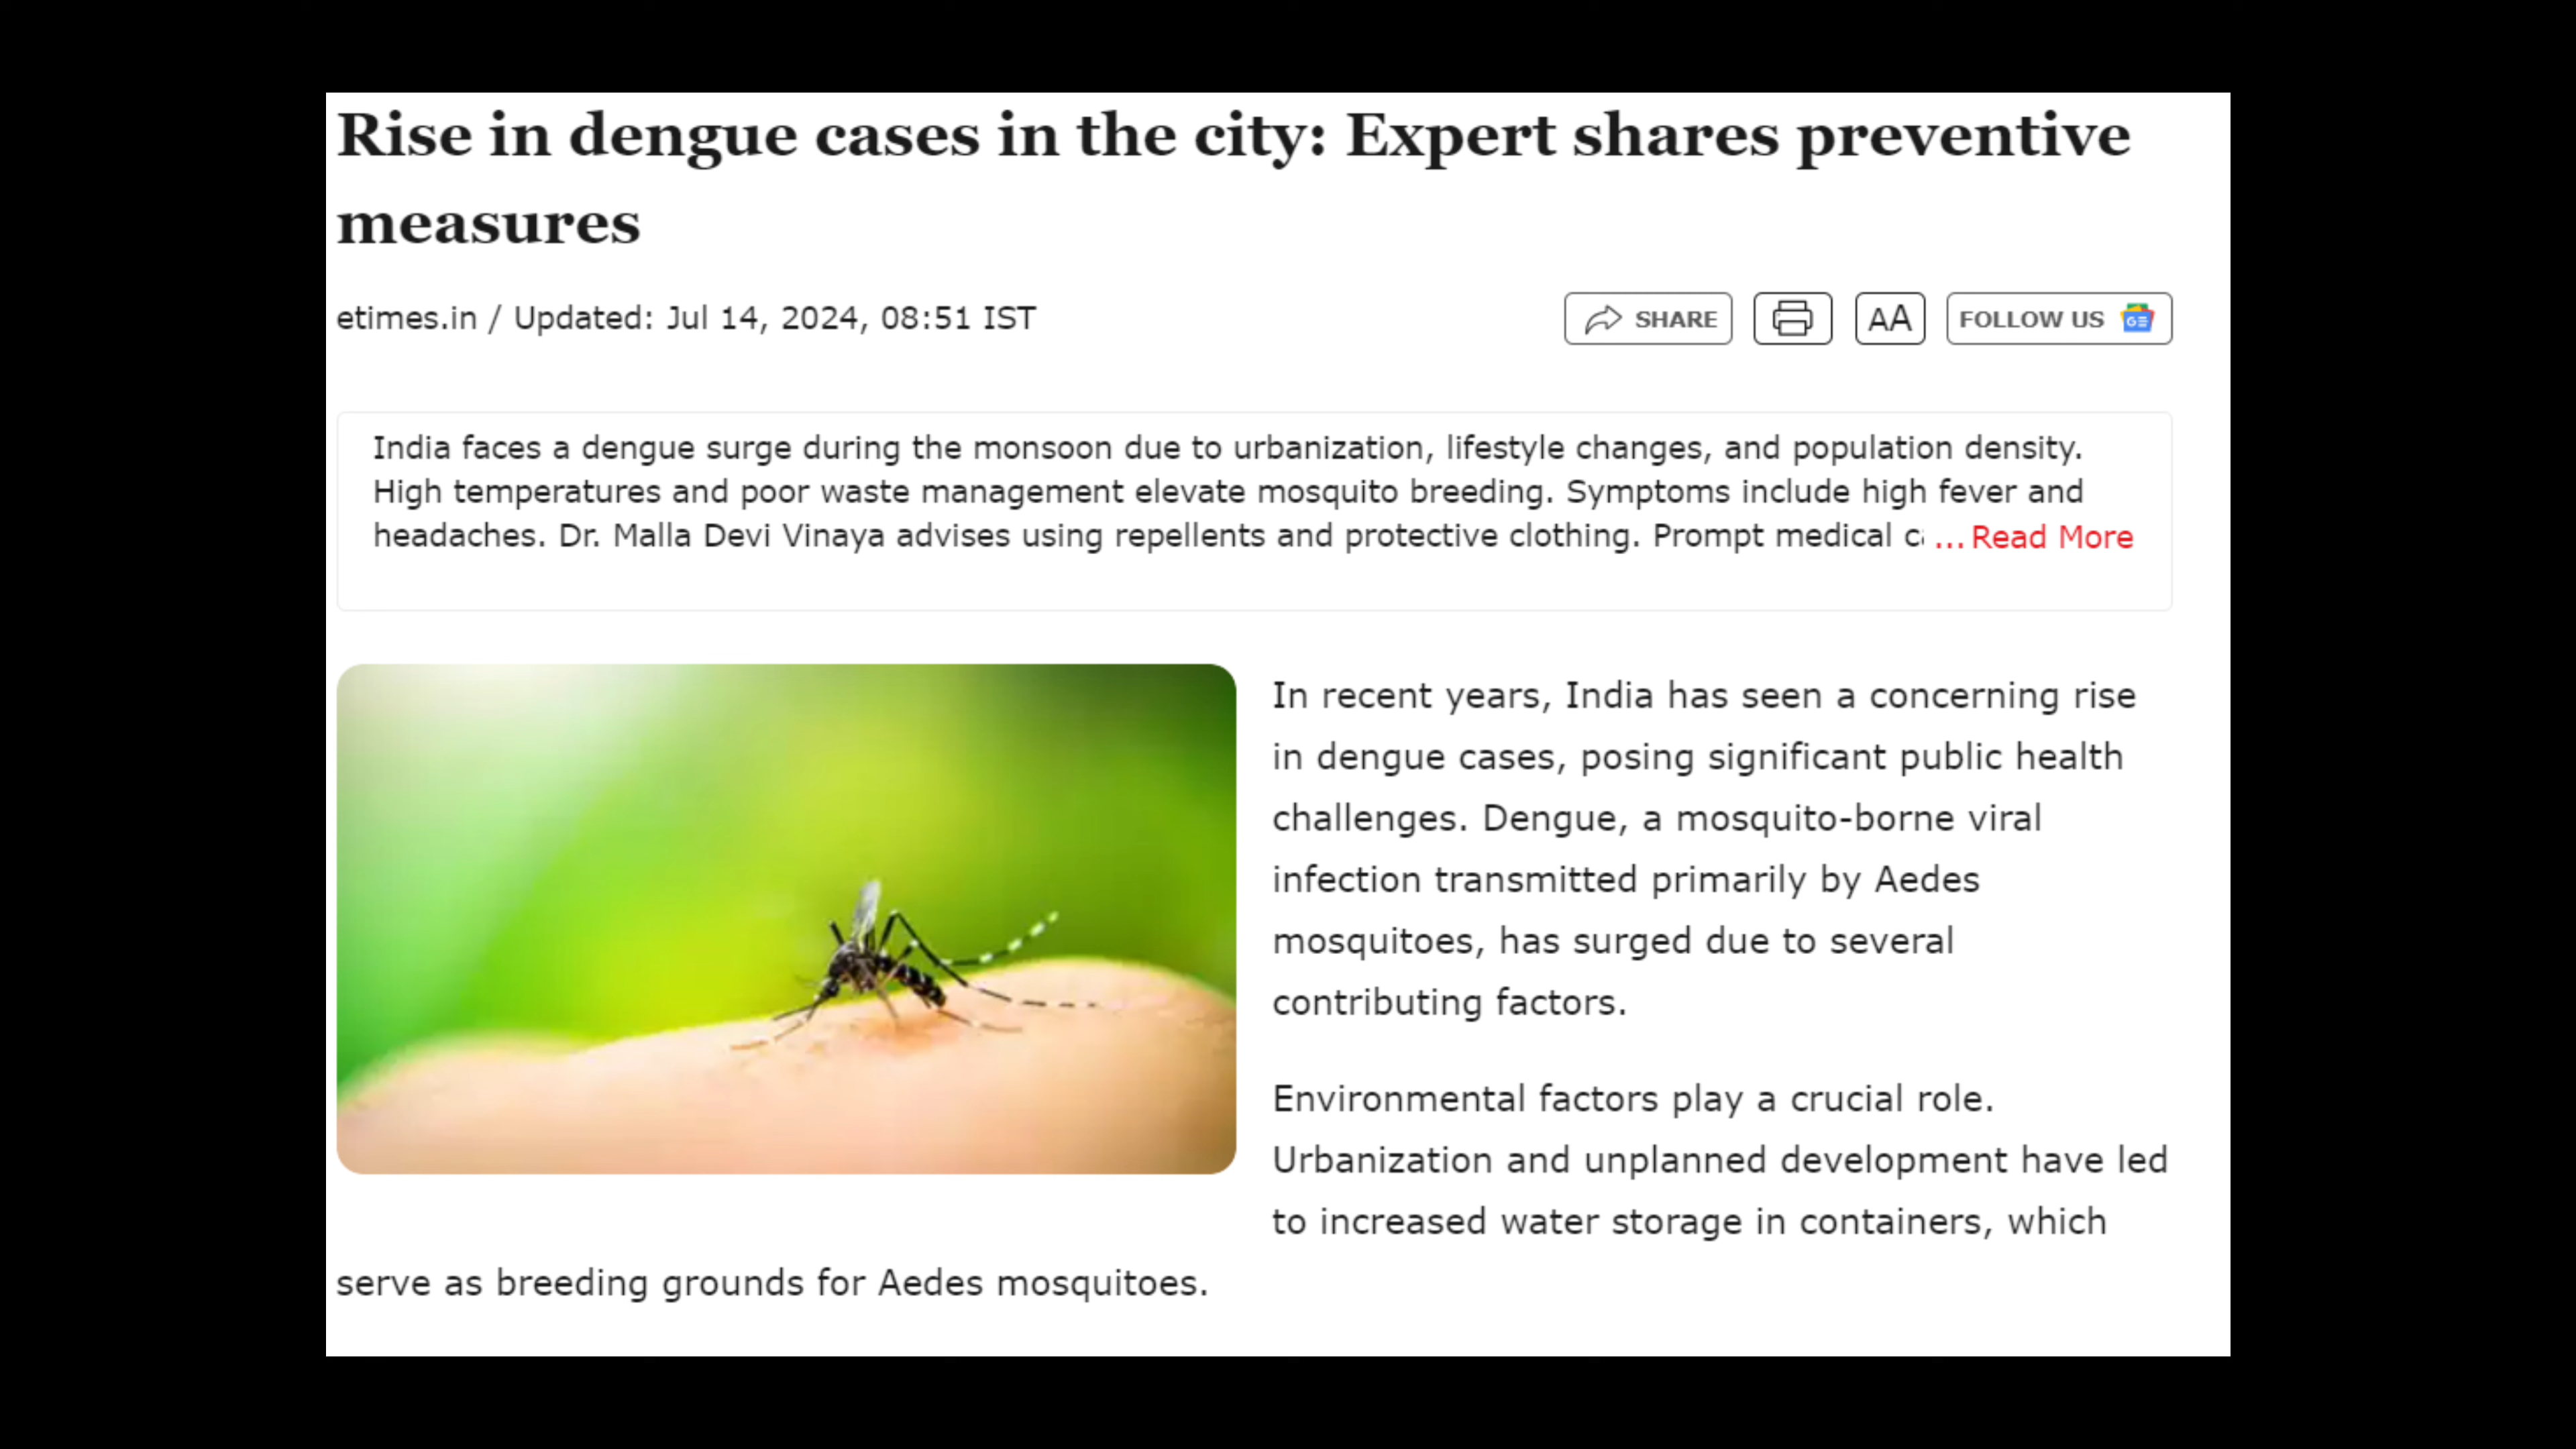 Rise in dengue cases in the city: Expert shares preventive
measures
etimes.in / Updated: Jul 14, 2024, 08:51 IST
SHARE
AA
FOLLOW US
GE
India faces a dengue surge during the monsoon due to urbanization, lifestyle changes, and population density.
High temperatures and poor waste management elevate mosquito breeding. Symptoms include high fever and
headaches. Dr. Malla Devi Vinaya advises using repellents and protective clothing. Prompt medical ... Read More
In recent years, India has seen a concerning rise
in dengue cases, posing significant public health
challenges. Dengue, a mosquito-borne viral
infection transmitted primarily by Aedes
mosquitoes, has surged due to several
contributing factors.
Environmental factors play a crucial role.
Urbanization and unplanned development have led
to increased water storage in containers, which
serve as breeding grounds for Aedes mosquitoes.